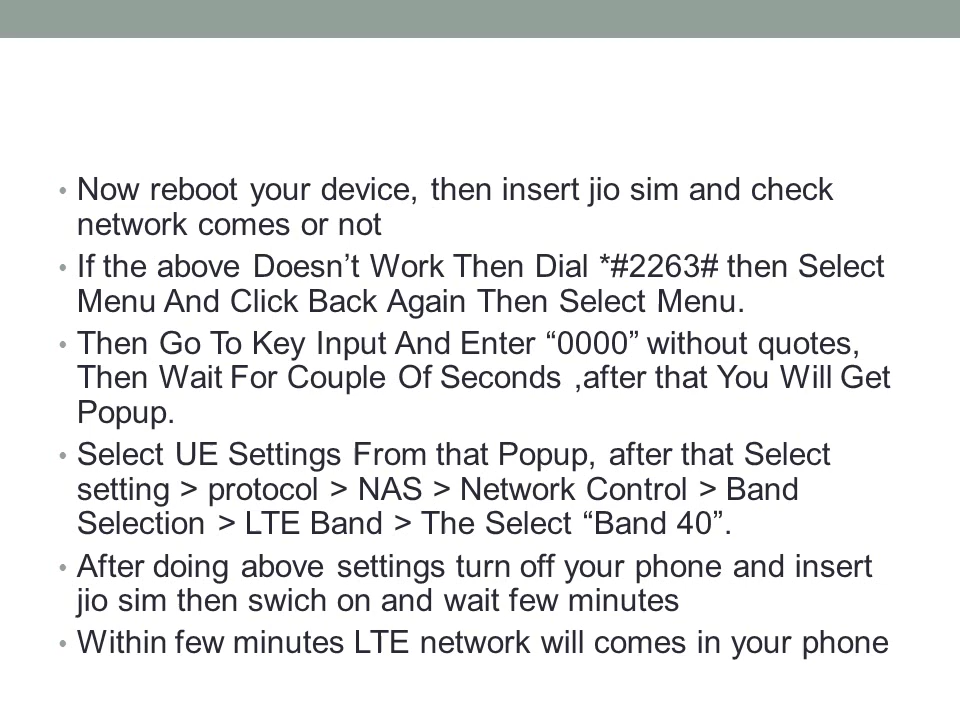 • Now reboot your device, then insert jio sim and check
network comes or not
• If the above Doesn’t Work Then Dial *#2263# then Select
Menu And Click Back Again Then Select Menu.
• Then Go To Key Input And Enter “0000” without quotes,
Then Wait For Couple Of Seconds ,after that You Will Get
Popup.
• Select UE Settings From that Popup, after that Select
setting > protocol > NAS > Network Control > Band
Selection > LTE Band > The Select “Band 40”.
• After doing above settings turn off your phone and insert
jio sim then swich on and wait few minutes
• Within few minutes LTE network will comes in your phone